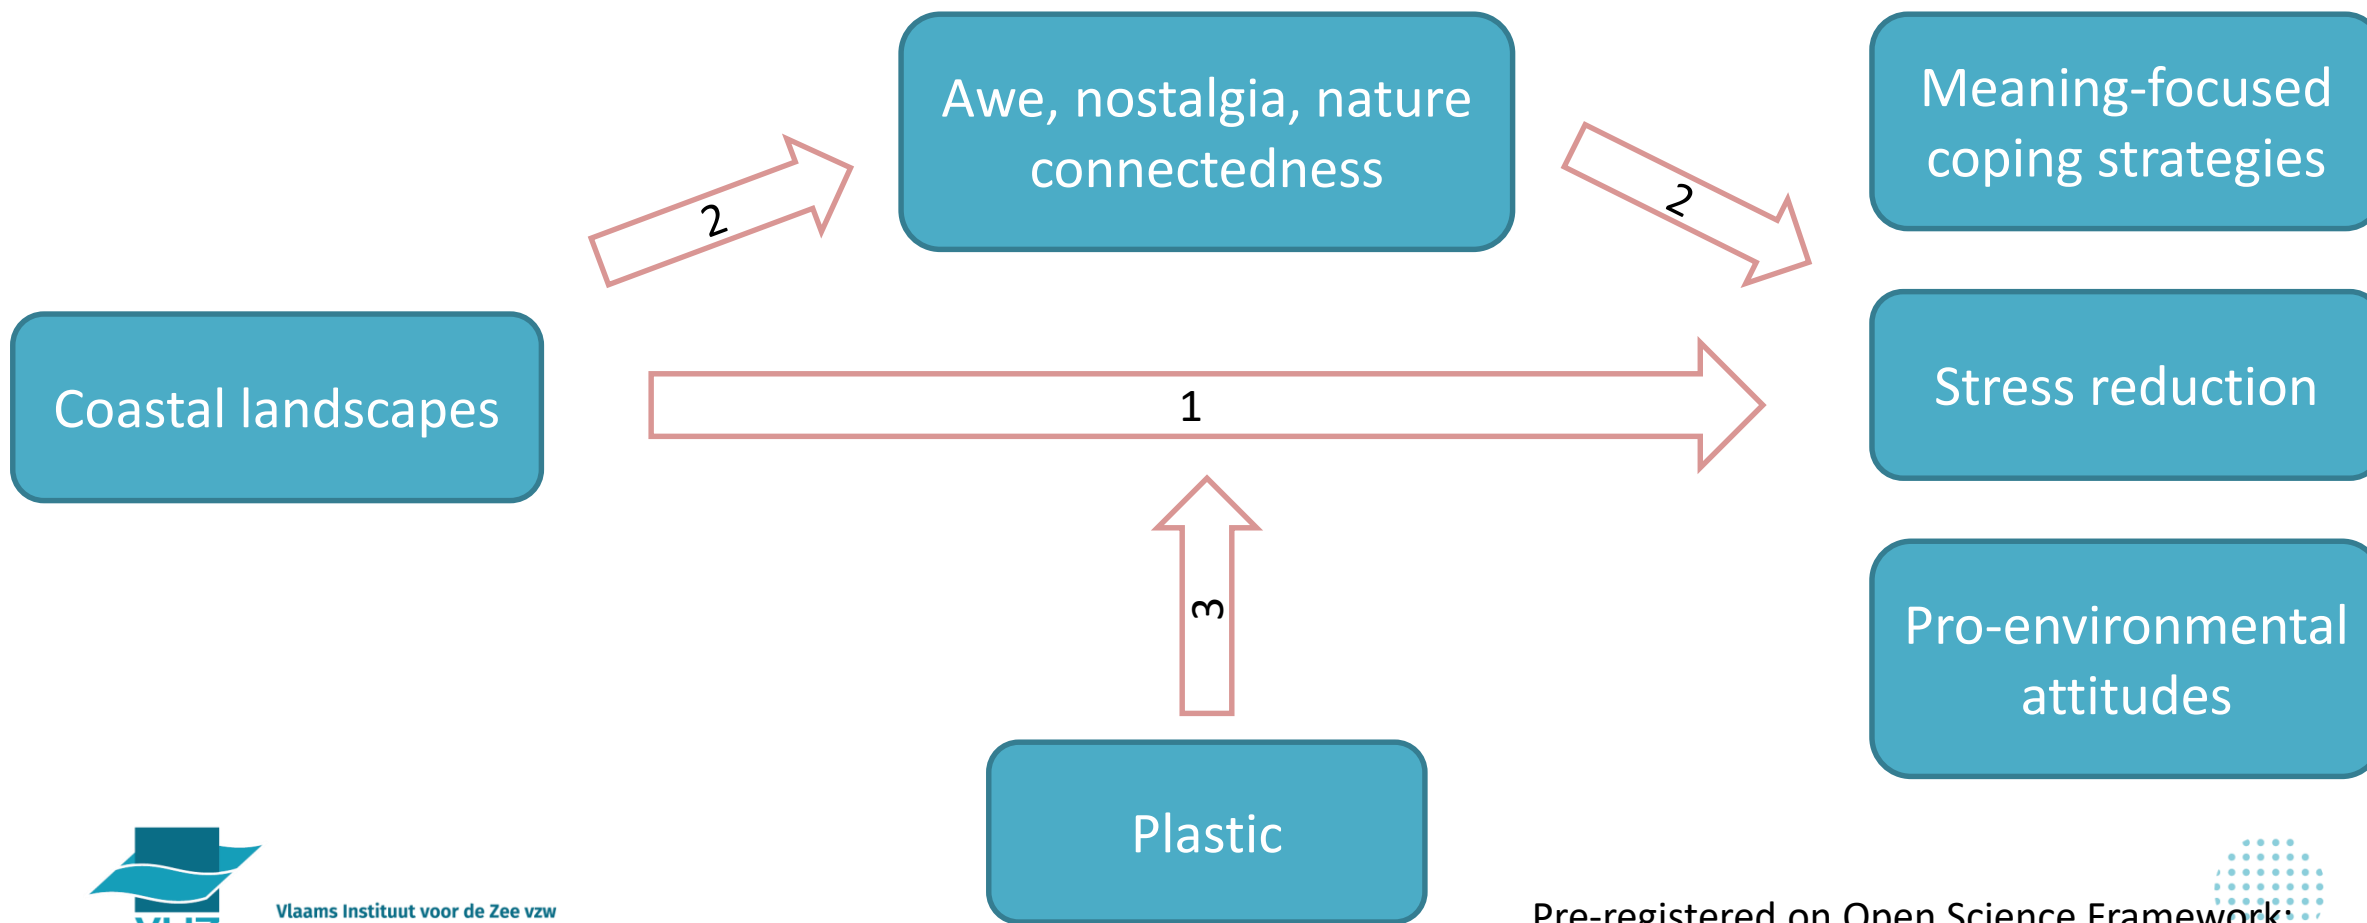 Awe, nostalgia, nature
connectedness
Meaning-focused
coping strategies
2
2
Coastal landscapes
1
Stress reduction
3
Pro-environmental
attitudes
Plastic
Vlaams Instituut voor de Zee vzw
Pre-registered on Open Science Framework: